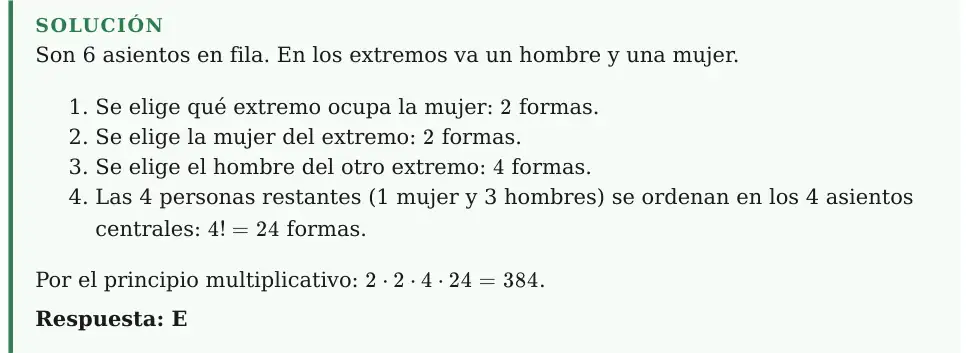 SOLUCIÓN
Son 6 asientos en fila. En los extremos va un hombre y una mujer.
1. Se elige qué extremo ocupa la mujer: 2 formas.
2. Se elige la mujer del extremo: 2 formas.
3. Se elige el hombre del otro extremo: 4 formas.
4. Las 4 personas restantes (1 mujer y 3 hombres) se ordenan en los 4 asientos
centrales: 4! = 24 formas.
Por el principio multiplicativo: 2 · 2 · 4 · 24 = 384.
Respuesta: E